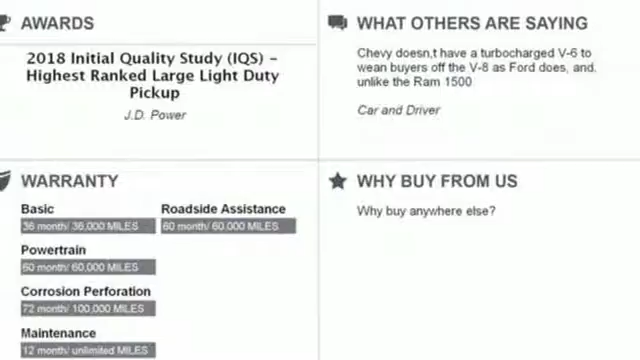 AWARDS
2018 Initial Quality Study (IQS) –
Highest Ranked Large Light Duty
Pickup
J.D. Power
WHAT OTHERS ARE SAYING
Chevy doesn,t have a turbocharged V-6 to
wean buyers off the V-8 as Ford does, and.
unlike the Ram 1500
Car and Driver
WARRANTY
Basic
36 month/ 36,000 MILES
Roadside Assistance
60 month/ 60,000 MILES
Powertrain
60 month/ 60,000 MILES
Corrosion Perforation
72 month/ 100,000 MILES
Maintenance
12 month/ unlimited MILES
WHY BUY FROM US
Why buy anywhere else?